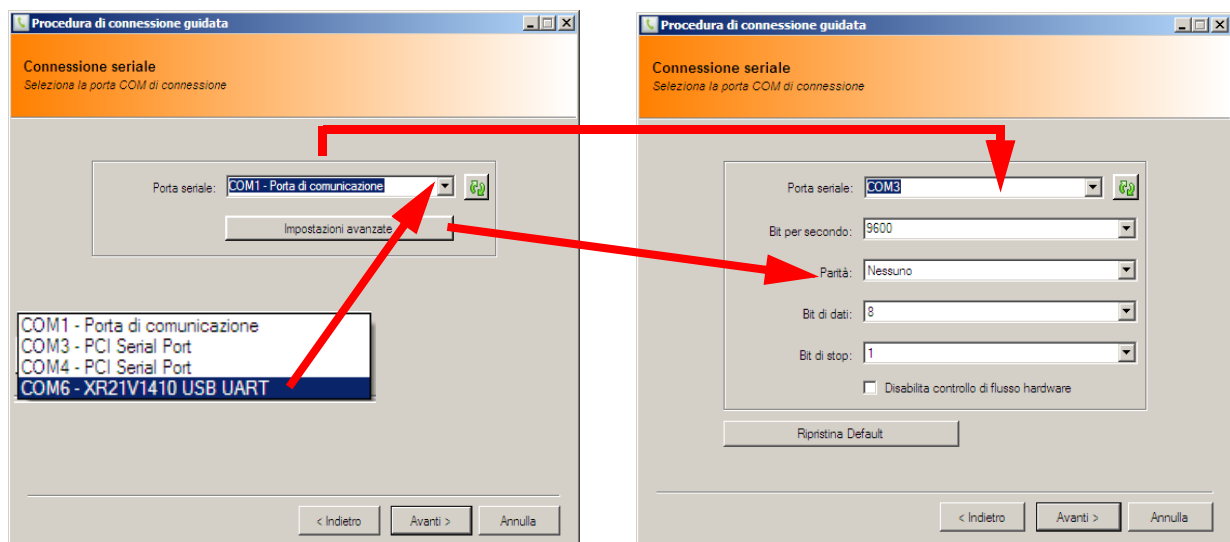 Procedura di connessione guidata
Connessione seriale
Seleziona la porta COM di connessione
Porta seriale: COM1 - Porta di comunicazione
Impostazioni avanzate
COM1 - Porta di comunicazione
COM3 - PCI Serial Port
COM4 - PCI Serial Port
COM6 - XR21V1410 USB UART
< Indietro Avanti > Annulla
Procedura di connessione guidata
Connessione seriale
Seleziona la porta COM di connessione
Porta seriale: COM3
Bit per secondo: 9600
Parità: Nessuno
Bit di dati: 8
Bit di stop: 1
Disabilita controllo di flusso hardware
Ripristina Default
< Indietro Avanti > Annulla